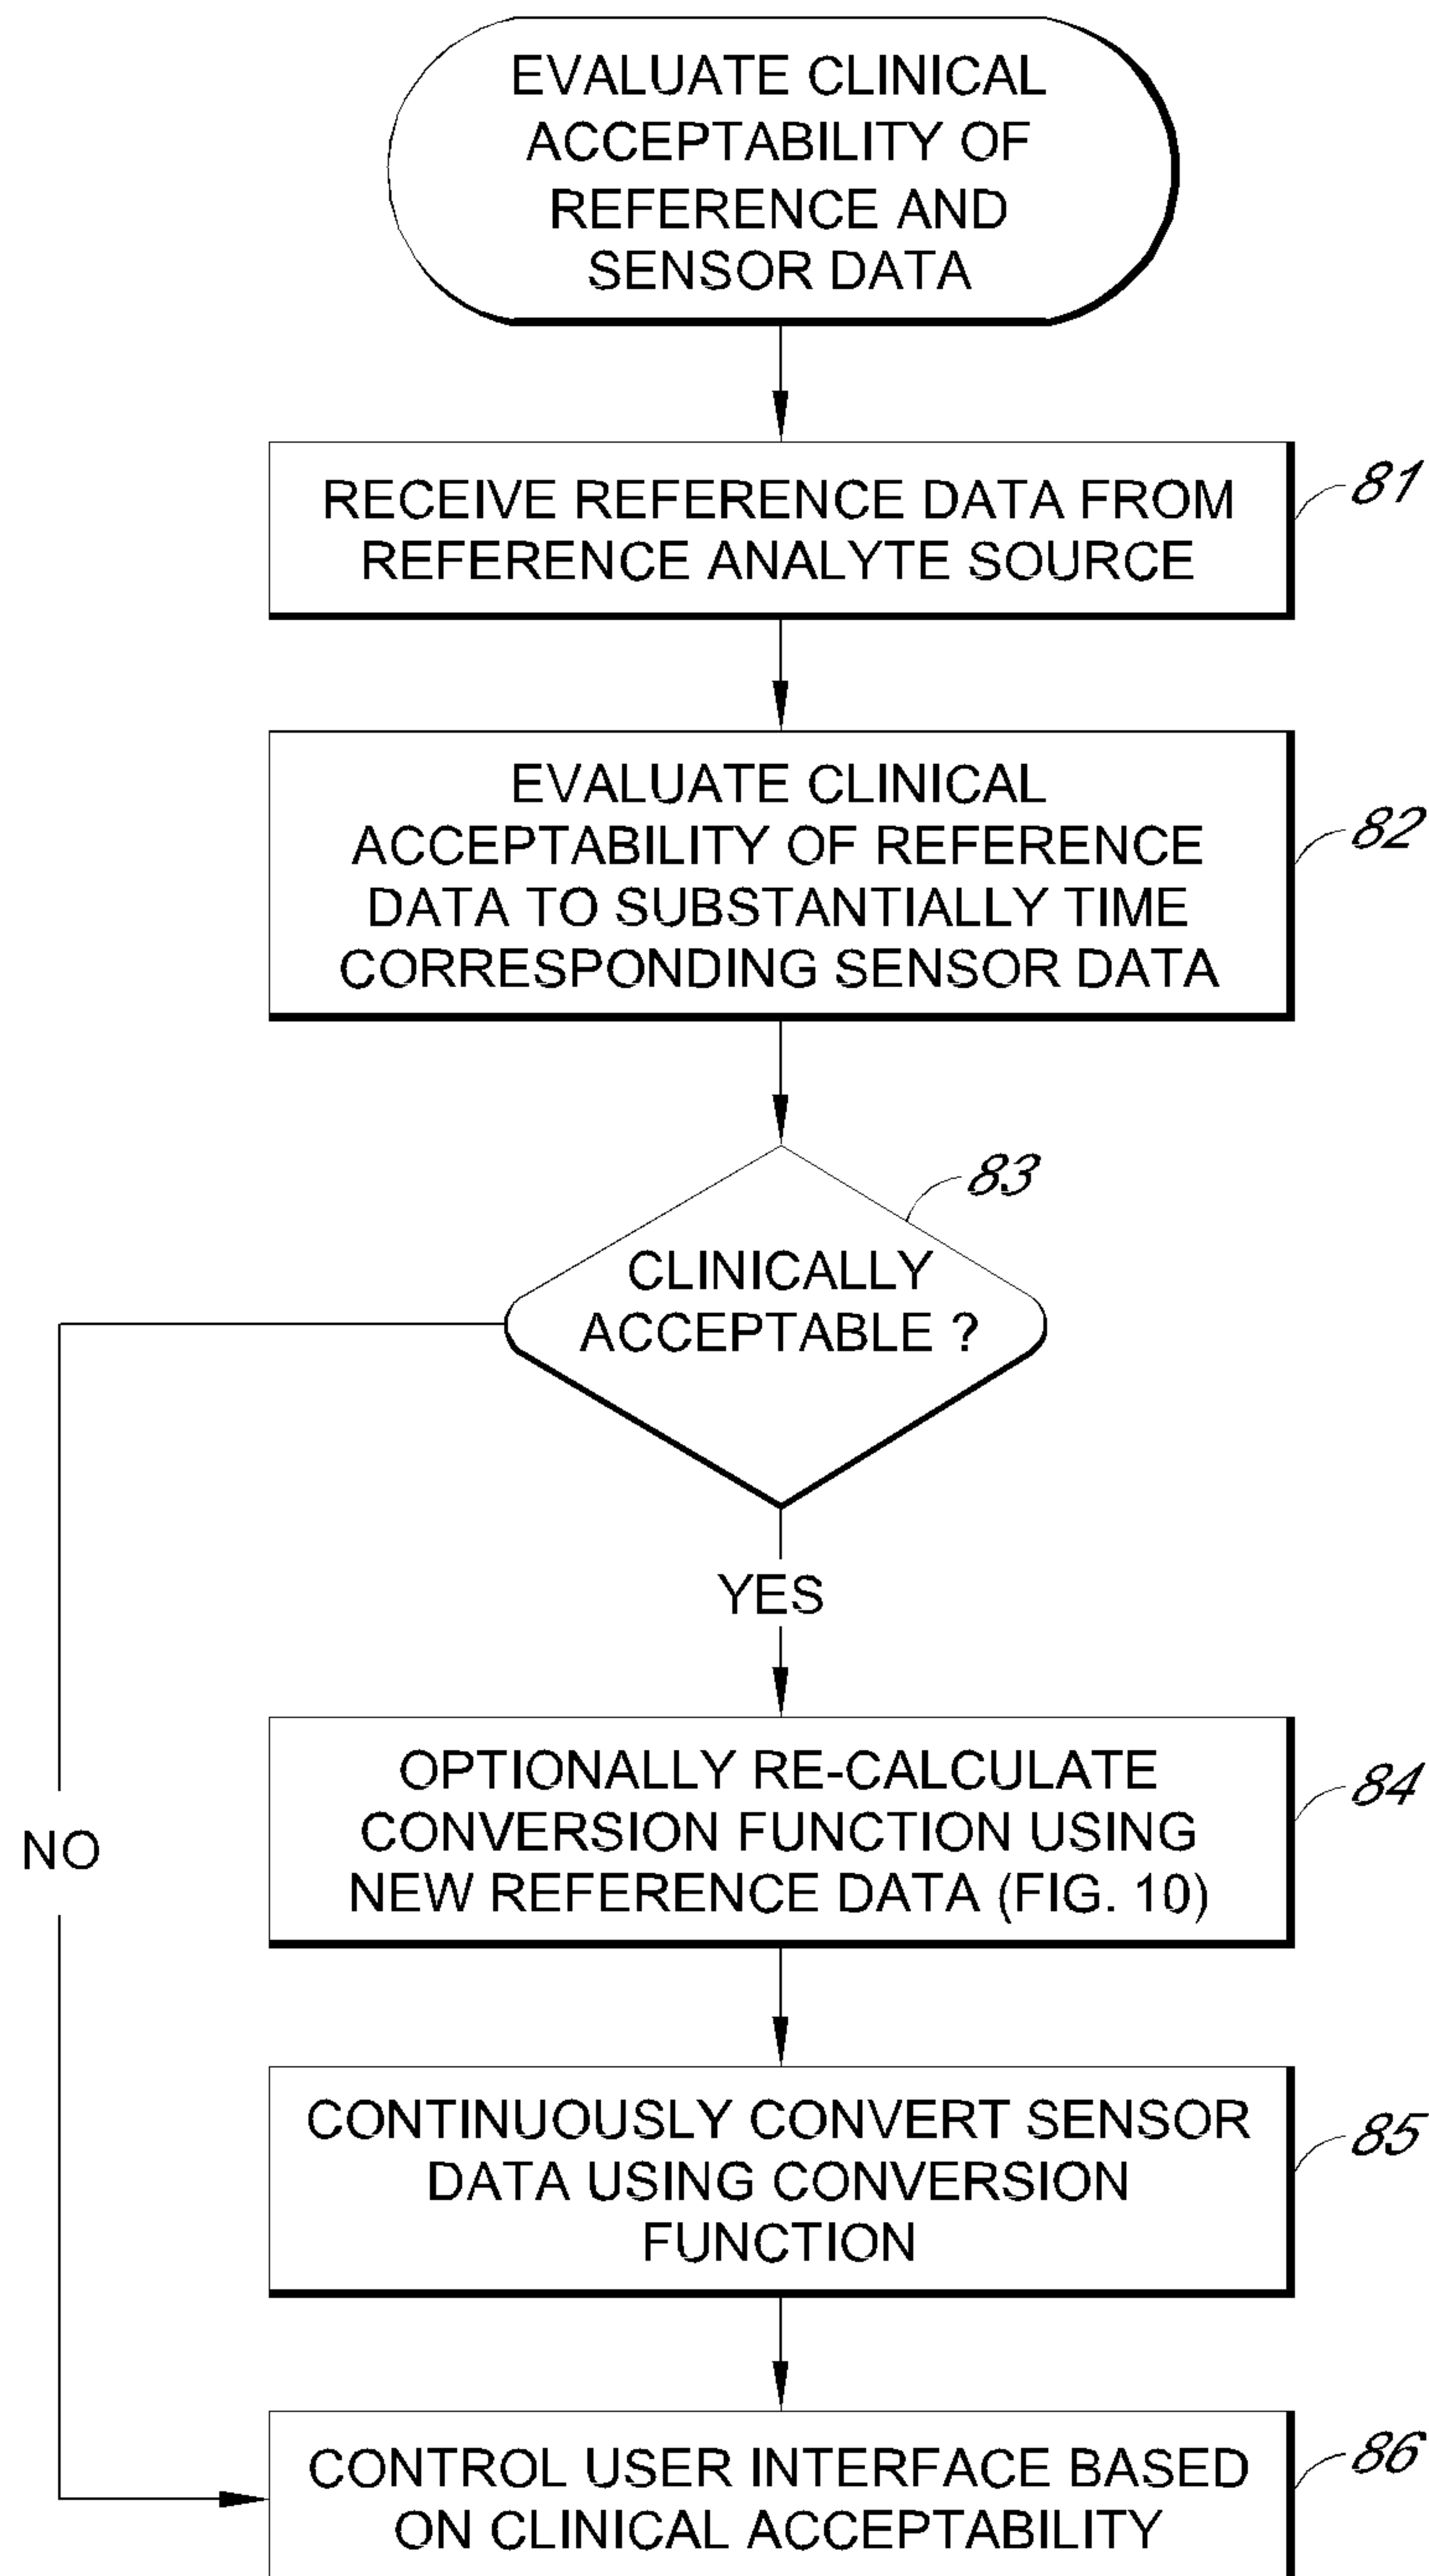 EVALUATE CLINICAL
ACCEPTABILITY OF
REFERENCE AND
SENSOR DATA
RECEIVE REFERENCE DATA FROM
REFERENCE ANALYTE SOURCE
81
EVALUATE CLINICAL
ACCEPTABILITY OF REFERENCE
DATA TO SUBSTANTIALLY TIME
CORRESPONDING SENSOR DATA
82
83
CLINICALLY
ACCEPTABLE ?
YES
NO
OPTIONALLY RE-CALCULATE
CONVERSION FUNCTION USING
NEW REFERENCE DATA (FIG. 10)
84
CONTINUOUSLY CONVERT SENSOR
DATA USING CONVERSION
FUNCTION
85
CONTROL USER INTERFACE BASED
ON CLINICAL ACCEPTABILITY
86